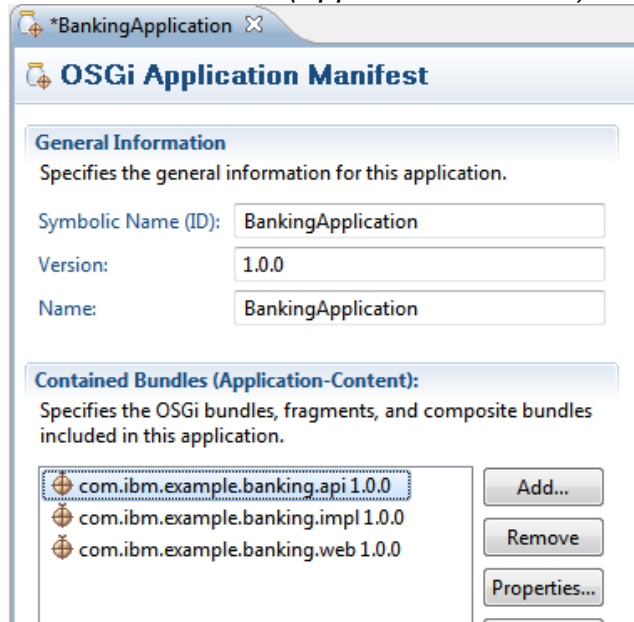 *BankingApplication
OSGi Application Manifest
General Information
Specifies the general information for this application.
Symbolic Name (ID): BankingApplication
Version: 1.0.0
Name: BankingApplication
Contained Bundles (Application-Content):
Specifies the OSGi bundles, fragments, and composite bundles
included in this application.
com.ibm.example.banking.api 1.0.0
Add...
com.ibm.example.banking.impl 1.0.0
com.ibm.example.banking.web 1.0.0
Remove
Properties...